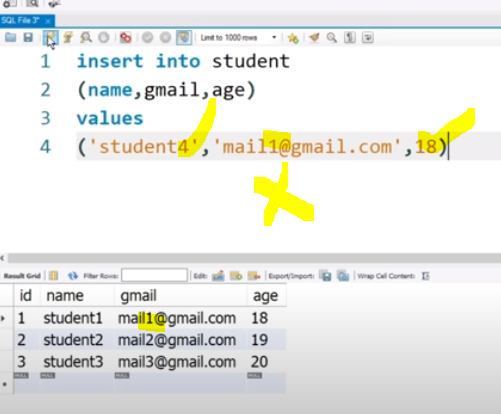 SQL File 3*
Limit to 1000 rows
1 insert into student
2 (name,gmail,age)
3 values
4 ('student4','mail1@gmail.com',18)
Result Grid Filter Rows: Edit: Export/Import: Wrap Cell Content:
id name gmail age
1 student1 mail1@gmail.com 18
2 student2 mail2@gmail.com 19
3 student3 mail3@gmail.com 20
NULL NULL NULL NULL